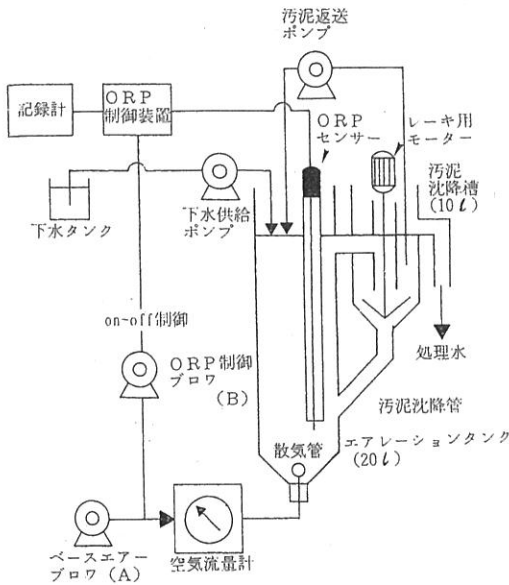 汚泥返送
ポンプ
記録計
ORP
制御装置
ORP
センサー
レーキ用
モーター
汚泥
沈降槽
(10ℓ)
下水タンク
下水供給
ポンプ
on-off制御
処理水
ORP制御
ブロワ
(B)
汚泥沈降管
散気管
エアレーションタンク
(20ℓ)
ベースエアー
ブロワ(A)
空気流量計